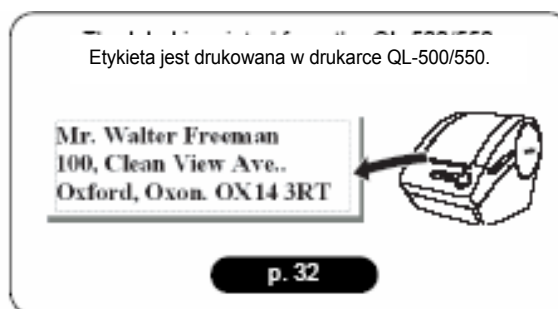 Etykieta jest drukowana w drukarce QL-500/550.
Mr. Walter Freeman
100, Clean View Ave..
Oxford, Oxon. OX14 3RT
p. 32